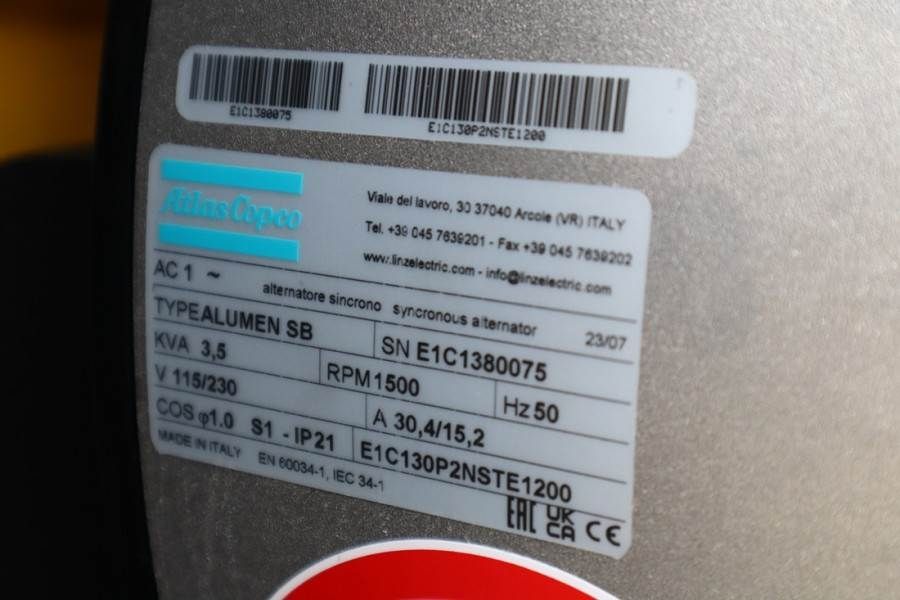 E1C1380075 E1C130P2NSTE1200
Atlas Copco
Viale del lavoro, 30 37040 Arcole (VR) ITALY
Tel. +39 045 7639201 - Fax +39 045 7639202
www.linzelectric.com - info@linzelectric.com
AC 1 ~ alternatore sincrono syncronous alternator 23/07
TYPE ALUMEN SB SN E1C1380075
KVA 3,5 RPM 1500 Hz 50
V 115/230 A 30,4/15,2
COS φ1.0 S1 - IP21 E1C130P2NSTE1200
MADE IN ITALY EN 60034-1, IEC 34-1
EAC UK CA CE